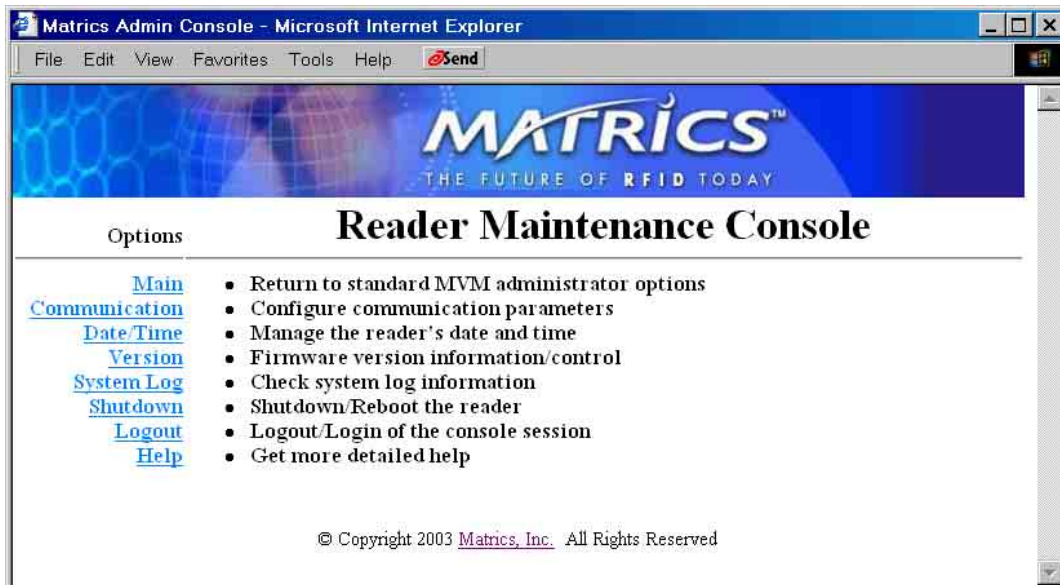 Matrics Admin Console - Microsoft Internet Explorer
File Edit View Favorites Tools Help eSend
MATRICS™
THE FUTURE OF RFID TODAY
Options
Reader Maintenance Console
Main • Return to standard MVM administrator options
Communication • Configure communication parameters
Date/Time • Manage the reader's date and time
Version • Firmware version information/control
System Log • Check system log information
Shutdown • Shutdown/Reboot the reader
Logout • Logout/Login of the console session
Help • Get more detailed help
© Copyright 2003 Matrics, Inc. All Rights Reserved